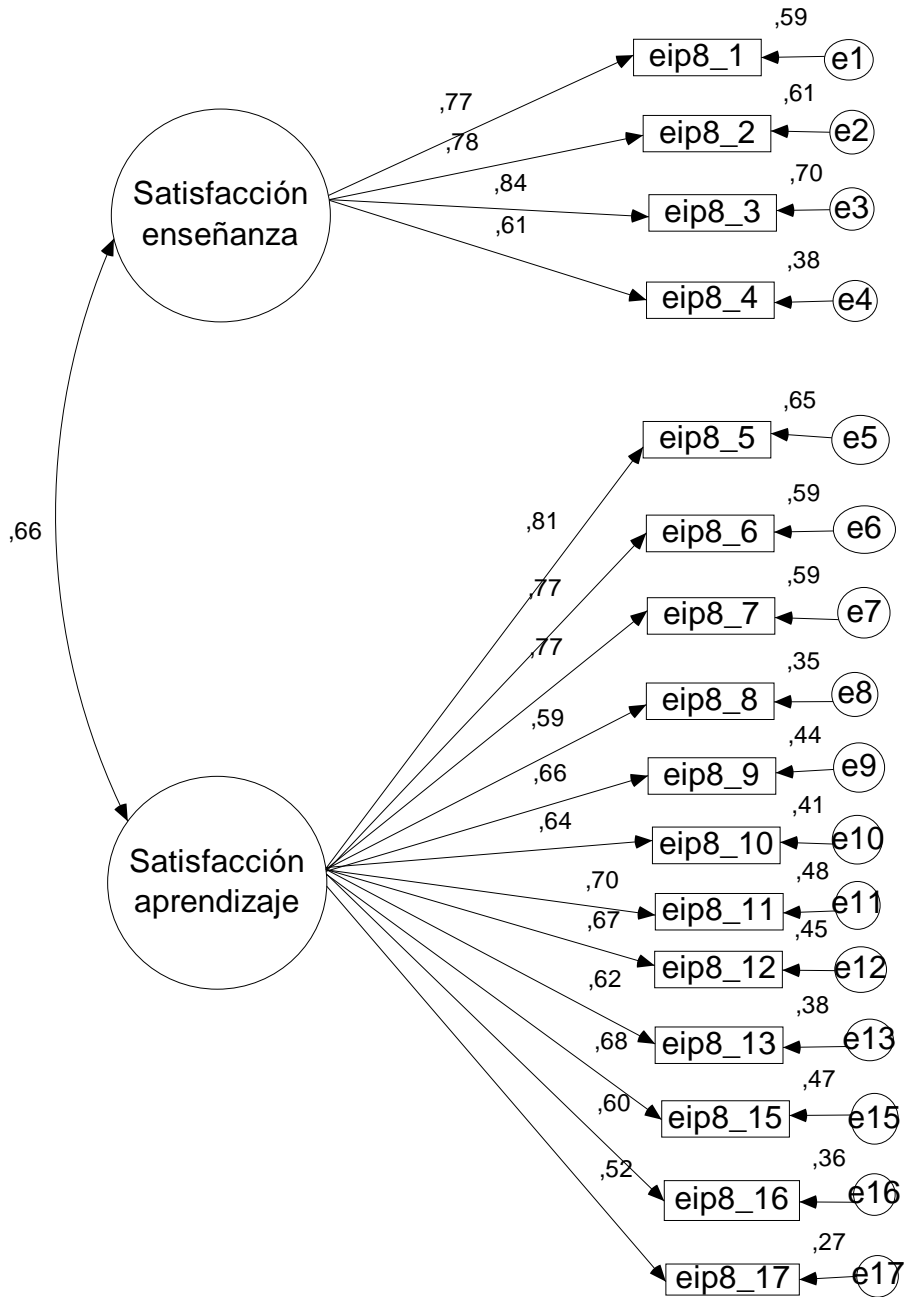 ,59
eip8_1
e1
,77
,61
eip8_2
e2
,78
,70
eip8_3
e3
,84
,38
eip8_4
e4
,61
Satisfacción
enseñanza
,66
,65
eip8_5
e5
,81
,59
eip8_6
e6
,77
,59
eip8_7
e7
,77
,35
eip8_8
e8
,59
,44
eip8_9
e9
,66
,41
eip8_10
e10
,64
Satisfacción
aprendizaje
,48
eip8_11
e11
,70
,45
eip8_12
e12
,67
,38
eip8_13
e13
,62
,47
eip8_15
e15
,68
,36
eip8_16
e16
,60
,27
eip8_17
e17
,52